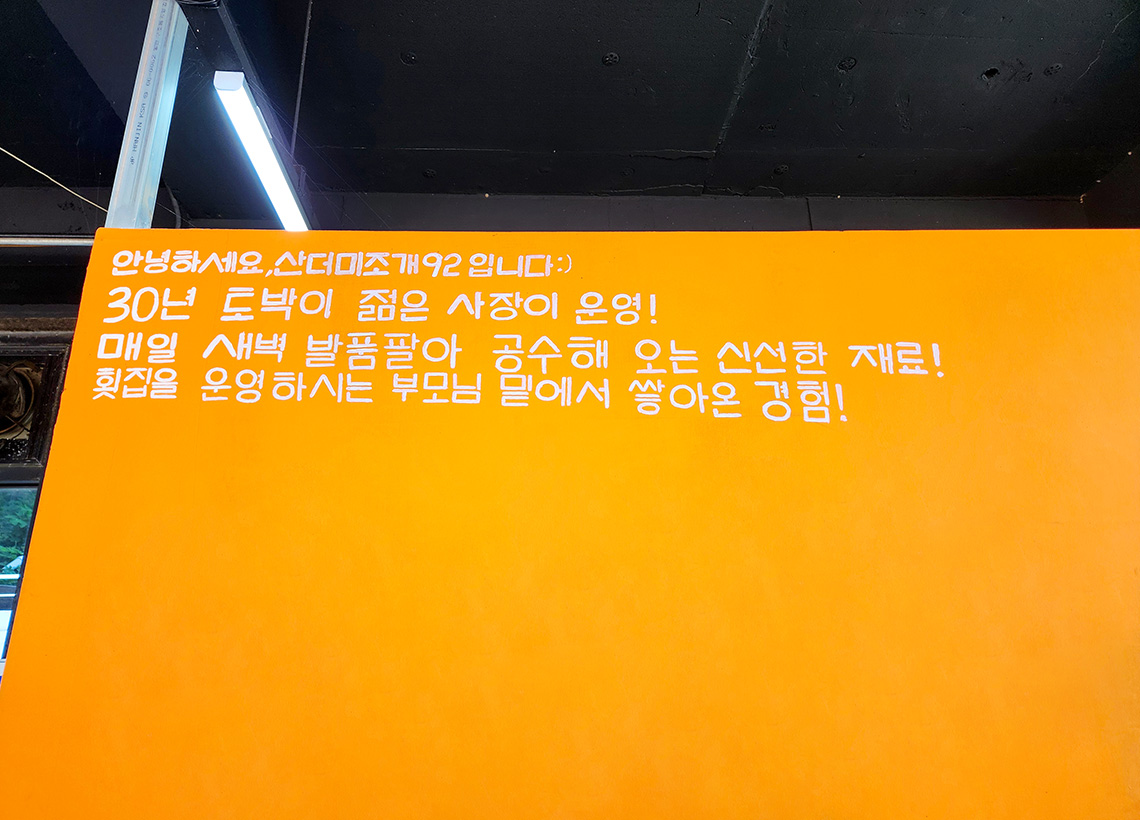 안녕하세요, 산더미조개92입니다:)
30년 토박이 젊은 사장이 운영!
매일 새벽 발품팔아 공수해 오는 신선한 재료!
횟집을 운영하시는 부모님 밑에서 쌓아온 경험!